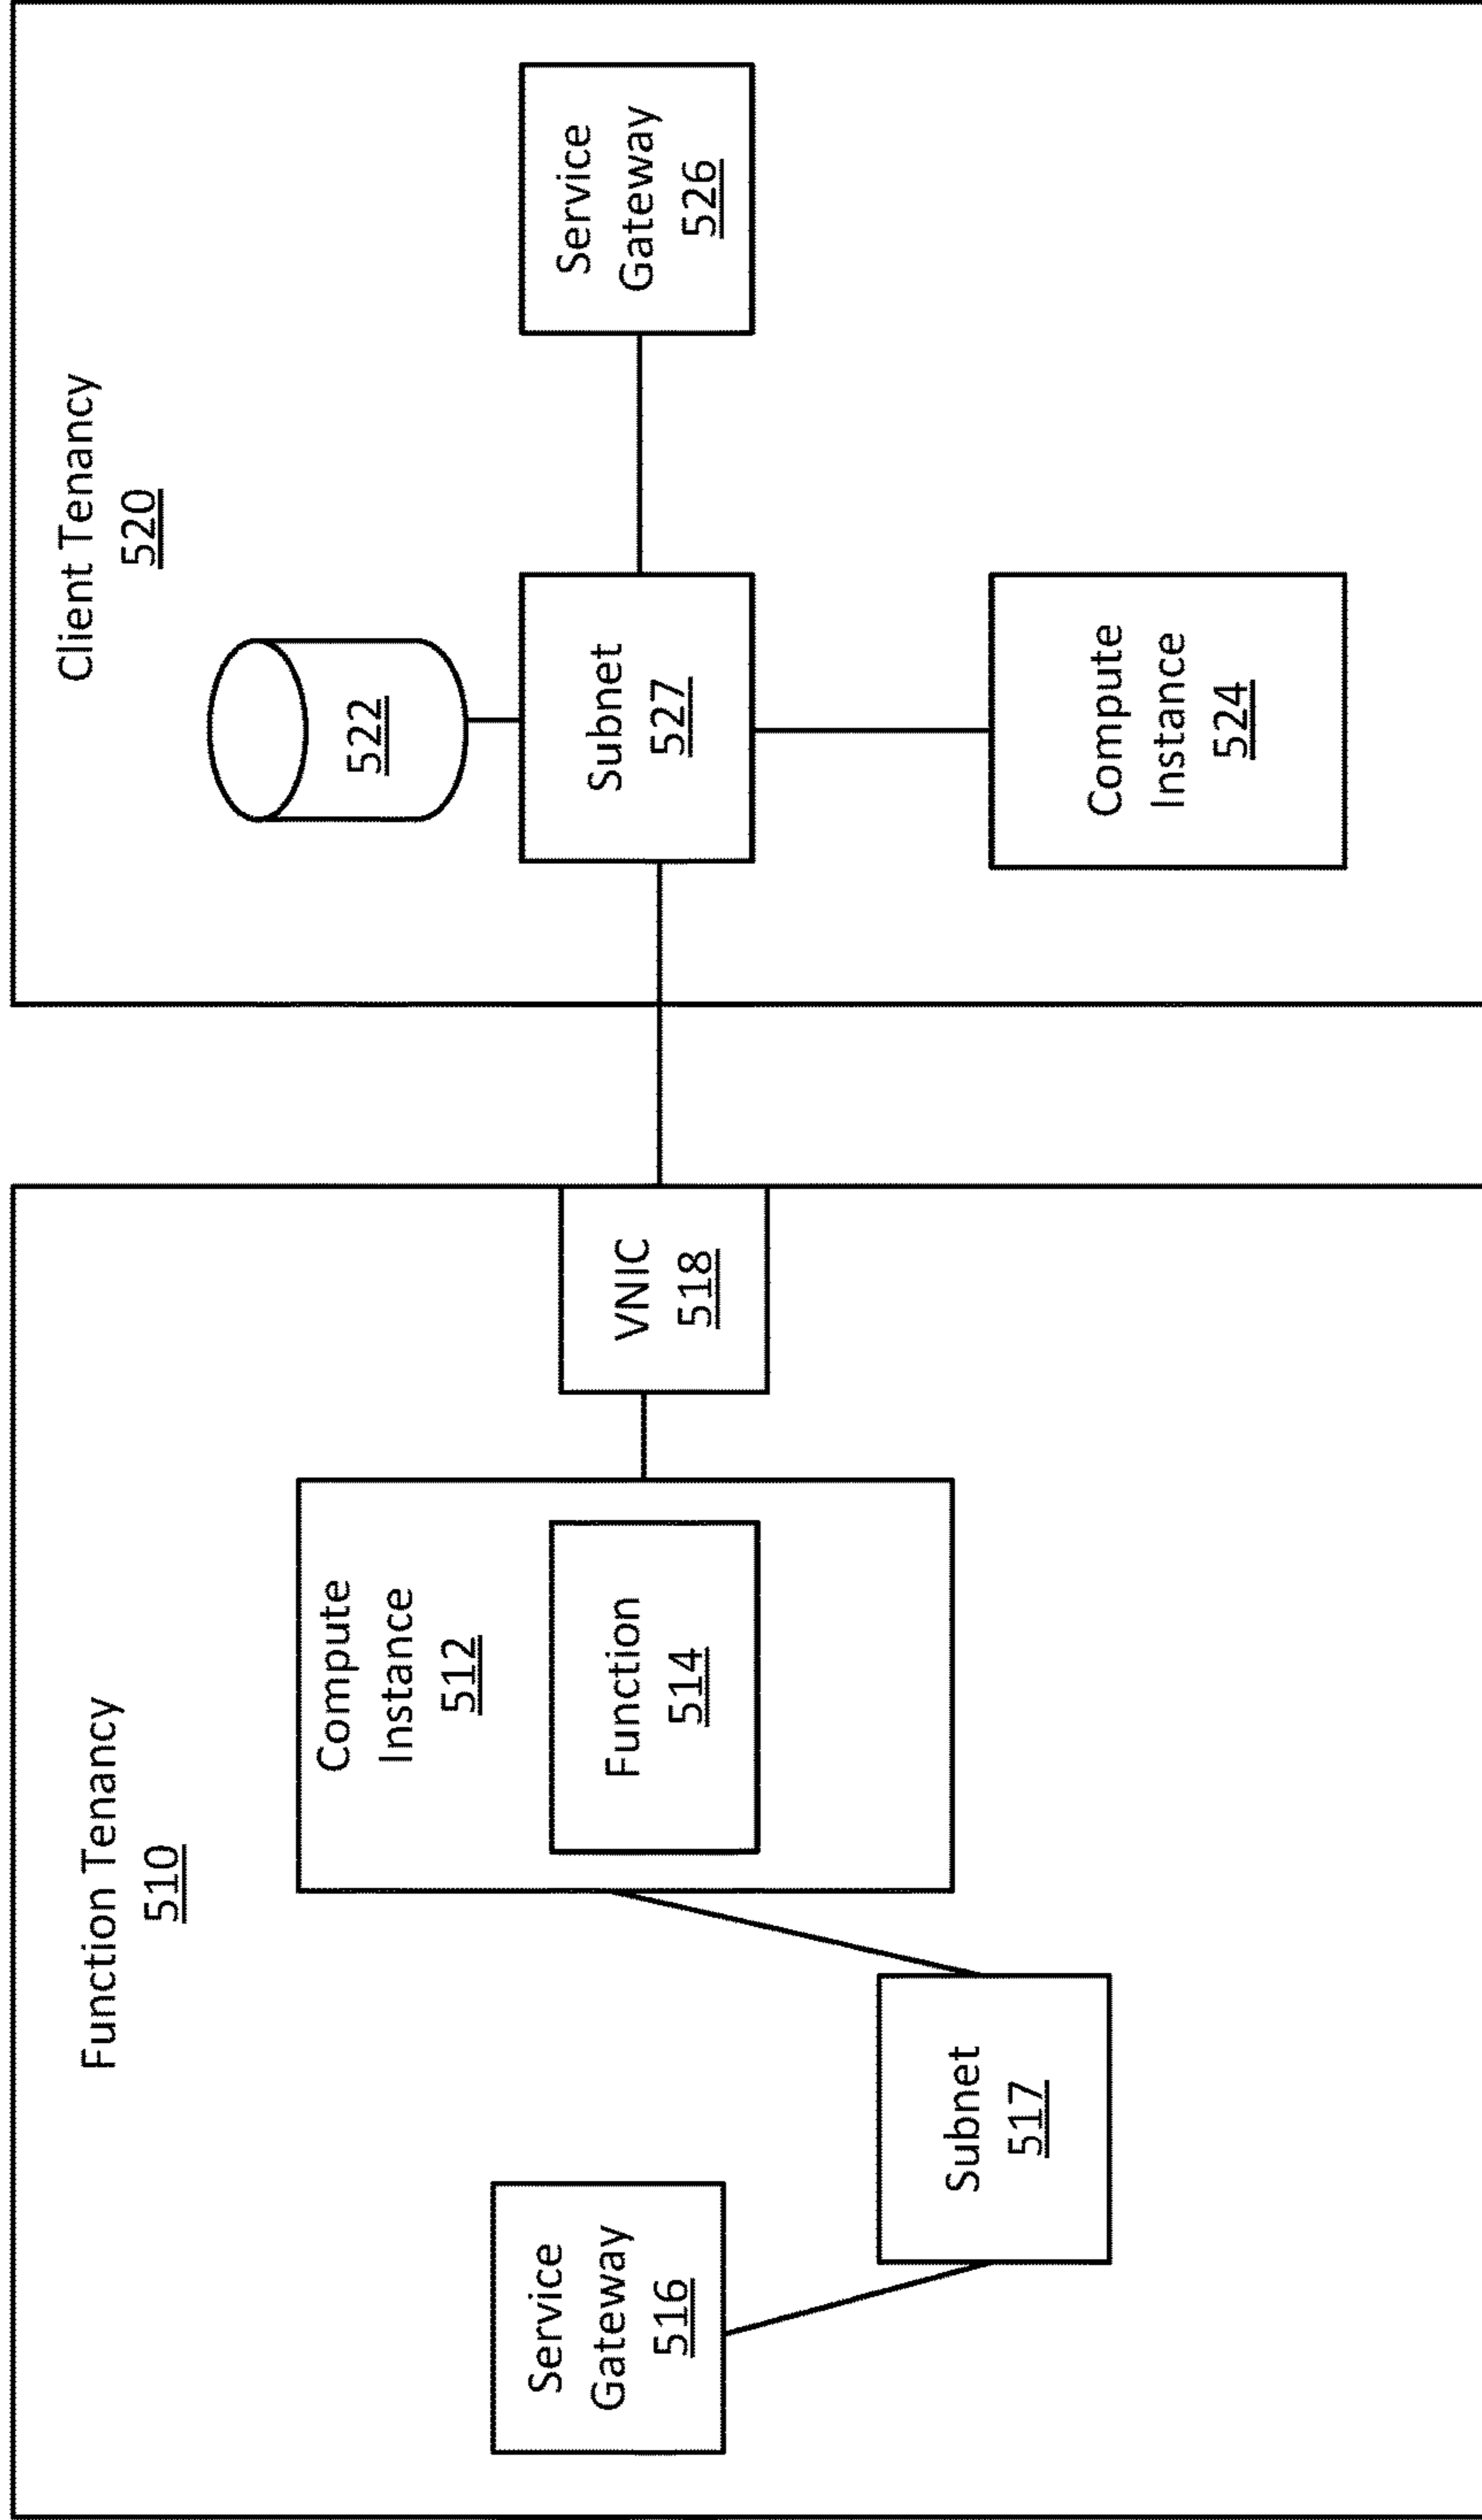 Function Tenancy
510
Compute
Instance
512
Function
514
Service
Gateway
516
Subnet
517
VNIC
518
Client Tenancy
520
522
Subnet
527
Service
Gateway
526
Compute
Instance
524